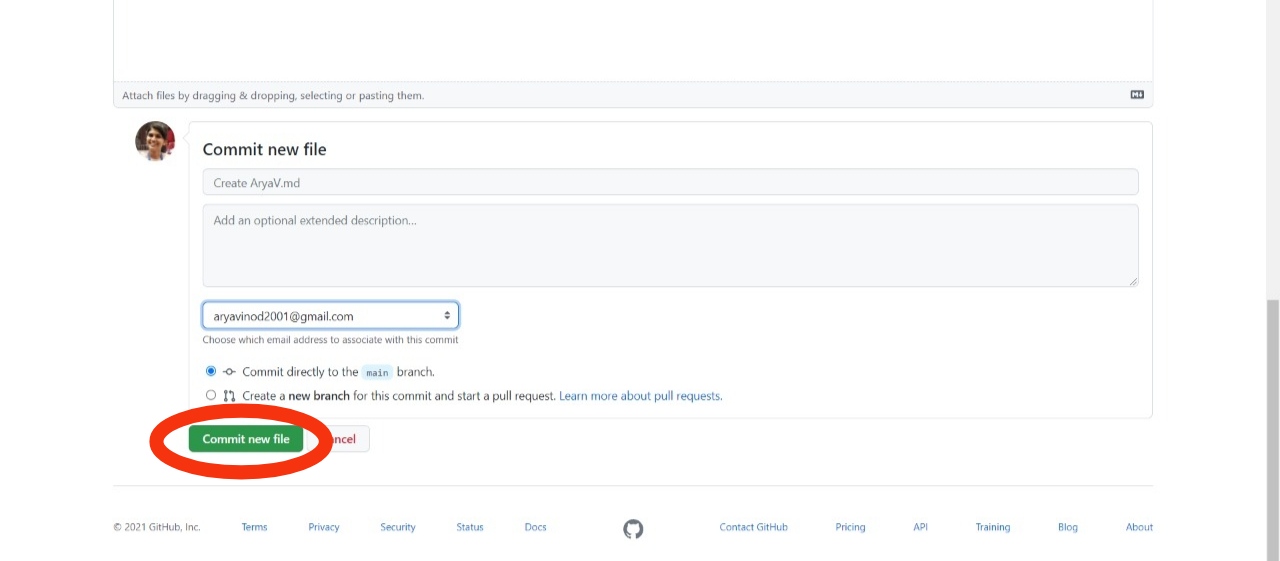 Attach files by dragging & dropping, selecting or pasting them.
Commit new file
Create AryaV.md
Add an optional extended description...
aryavinod2001@gmail.com
Choose which email address to associate with this commit
Commit directly to the main branch.
Create a new branch for this commit and start a pull request. Learn more about pull requests.
Commit new file ncel
© 2021 GitHub, Inc. Terms Privacy Security Status Docs Contact GitHub Pricing API Training Blog About